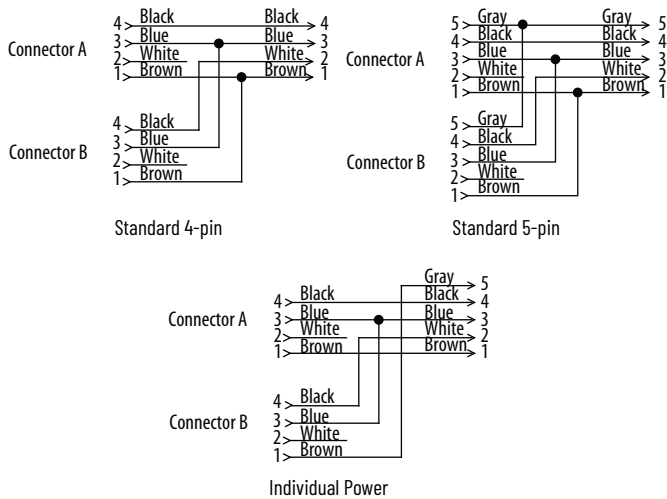 4 Black Black 4
Connector A 3 Blue Blue 3
2 White White 2
1 Brown Brown 1
4 Black
Connector B 3 Blue
2 White
1 Brown
Standard 4-pin
5 Gray Gray 5
4 Black Black 4
Connector A 3 Blue Blue 3
2 White White 2
1 Brown Brown 1
5 Gray
4 Black
Connector B 3 Blue
2 White
1 Brown
Standard 5-pin
Gray 5
4 Black Black 4
Connector A 3 Blue Blue 3
2 White White 2
1 Brown Brown 1
4 Black
Connector B 3 Blue
2 White
1 Brown
Individual Power